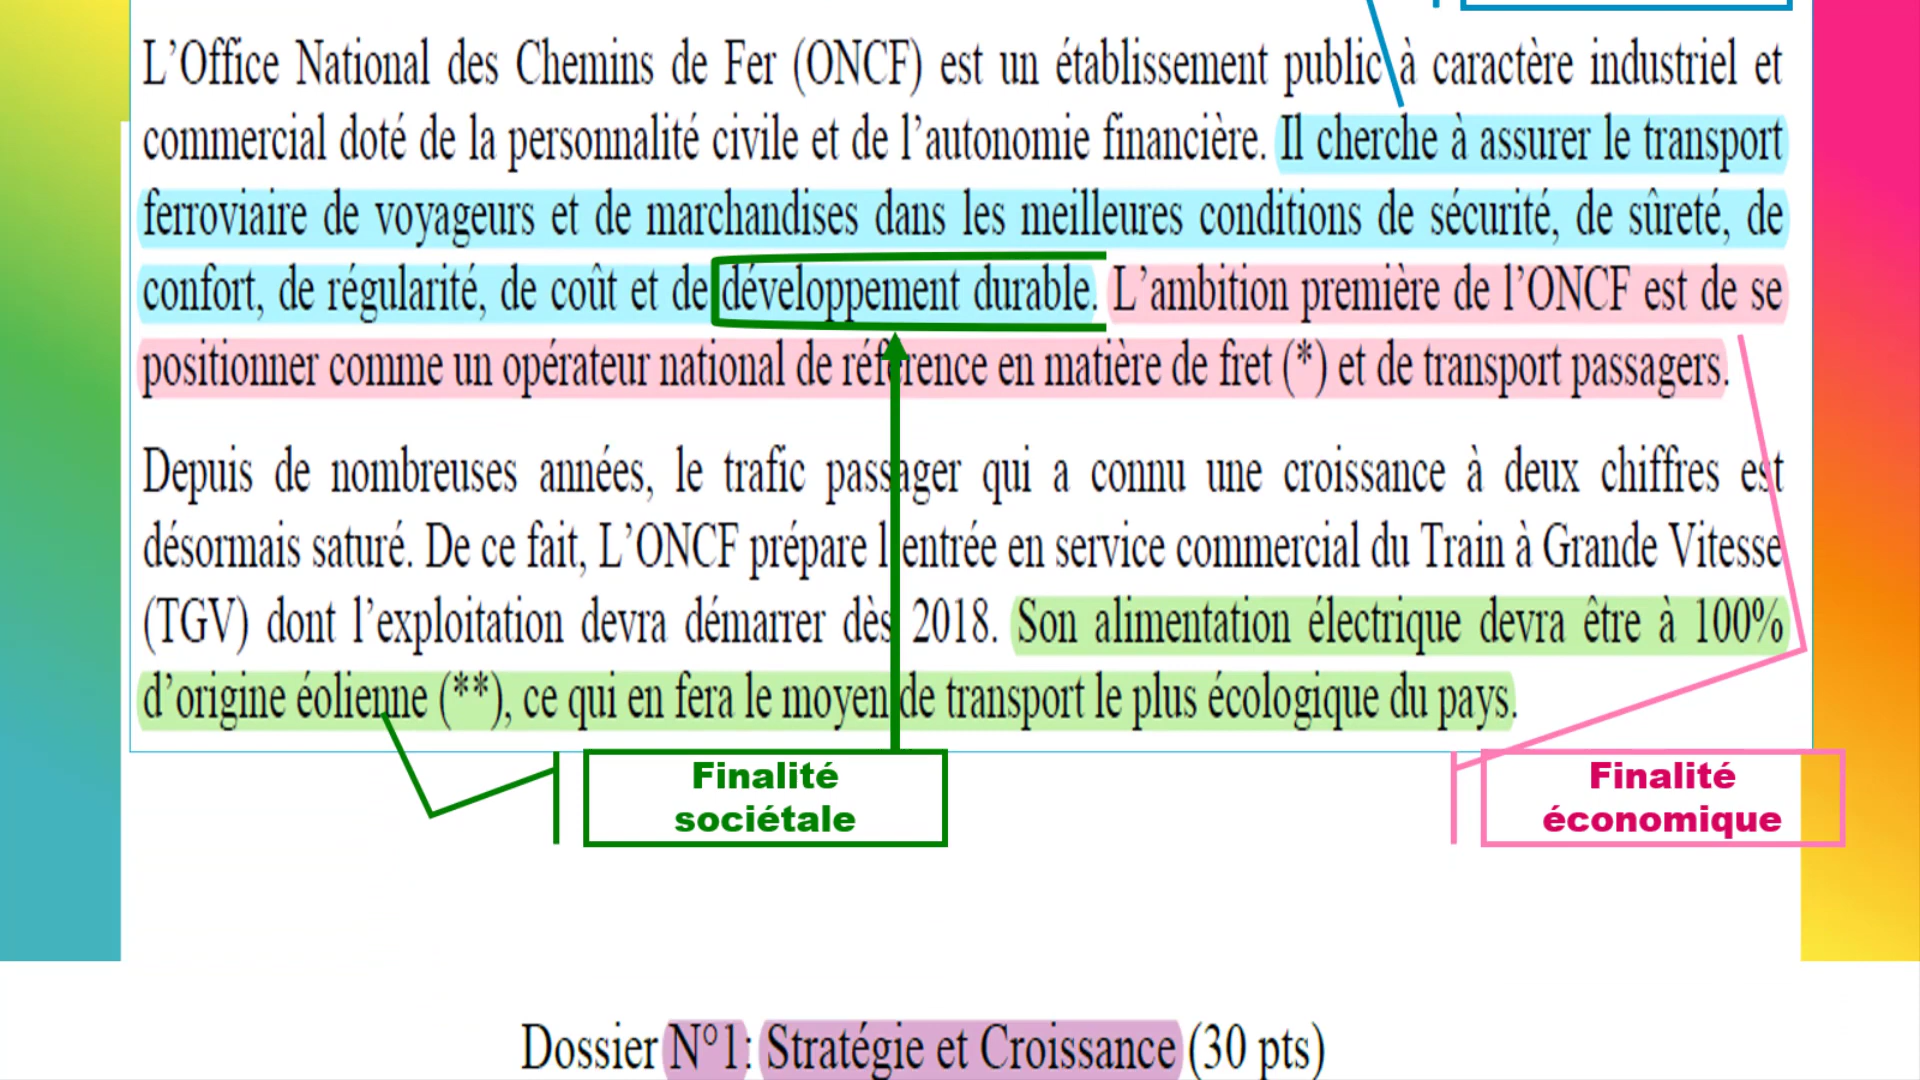 L’Office National des Chemins de Fer (ONCF) est un établissement public à caractère industriel et
commercial doté de la personnalité civile et de l’autonomie financière. Il cherche à assurer le transport
ferroviaire de voyageurs et de marchandises dans les meilleures conditions de sécurité, de sûreté, de
confort, de régularité, de coût et de développement durable. L’ambition première de l’ONCF est de se
positionner comme un opérateur national de référence en matière de fret (*) et de transport passagers.
Depuis de nombreuses années, le trafic passager qui a connu une croissance à deux chiffres est
désormais saturé. De ce fait, L’ONCF prépare l’entrée en service commercial du Train à Grande Vitesse
(TGV) dont l’exploitation devra démarrer dès 2018. Son alimentation électrique devra être à 100%
d’origine éolienne (**), ce qui en fera le moyen de transport le plus écologique du pays.
Finalité
sociétale
Finalité
économique
Dossier N°1: Stratégie et Croissance (30 pts)